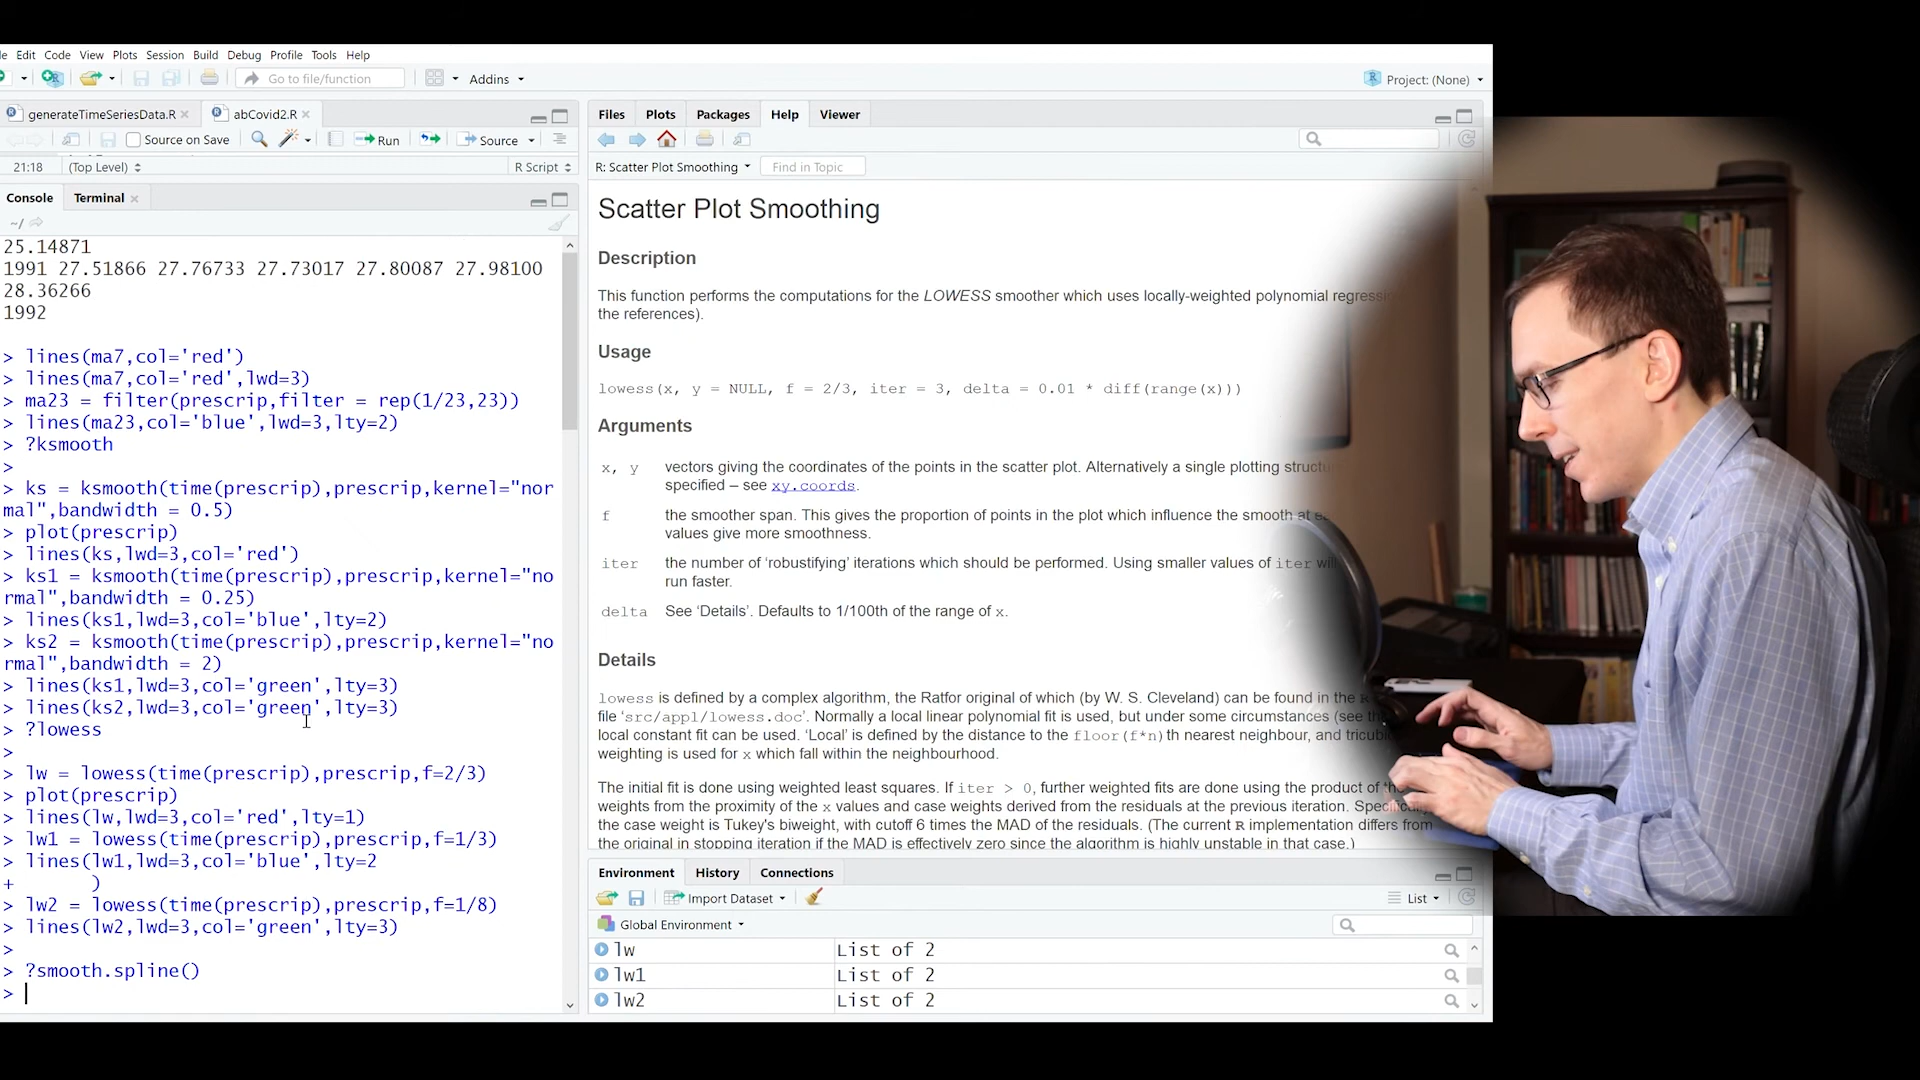 Edit Code View Plots Session Build Debug Profile Tools Help
Go to file/function Addins
Project: (None)
generateTimeSeriesData.R abCovid2.R
Source on Save Run Source
21:18 (Top Level) R Script
Console Terminal
~/
25.14871
1991 27.51866 27.76733 27.73017 27.80087 27.98100
28.36266
1992
> lines(ma7,col='red')
> lines(ma7,col='red',lwd=3)
> ma23 = filter(prescrip,filter = rep(1/23,23))
> lines(ma23,col='blue',lwd=3,lty=2)
> ?ksmooth
>
> ks = ksmooth(time(prescrip),prescrip,kernel="nor
mal",bandwidth = 0.5)
> plot(prescrip)
> lines(ks,lwd=3,col='red')
> ks1 = ksmooth(time(prescrip),prescrip,kernel="no
rmal",bandwidth = 0.25)
> lines(ks1,lwd=3,col='blue',lty=2)
> ks2 = ksmooth(time(prescrip),prescrip,kernel="no
rmal",bandwidth = 2)
> lines(ks1,lwd=3,col='green',lty=3)
> lines(ks2,lwd=3,col='green',lty=3)
> ?lowess
>
> lw = lowess(time(prescrip),prescrip,f=2/3)
> plot(prescrip)
> lines(lw,lwd=3,col='red',lty=1)
> lw1 = lowess(time(prescrip),prescrip,f=1/3)
> lines(lw1,lwd=3,col='blue',lty=2
+ )
> lw2 = lowess(time(prescrip),prescrip,f=1/8)
> lines(lw2,lwd=3,col='green',lty=3)
>
> ?smooth.spline()
>
Files Plots Packages Help Viewer
R: Scatter Plot Smoothing Find in Topic
Scatter Plot Smoothing
Description
This function performs the computations for the LOWESS smoother which uses locally-weighted polynomial
the references).
Usage
lowess(x, y = NULL, f = 2/3, iter = 3, delta = 0.01 * diff(range(x)))
Arguments
x, y vectors giving the coordinates of the points in the scatter plot. Alternatively a single plotting
specified – see xy.coords.
f the smoother span. This gives the proportion of points in the plot which influence the smooth at
values give more smoothness.
iter the number of ‘robustifying’ iterations which should be performed. Using smaller values of iter will
run faster.
delta See ‘Details’. Defaults to 1/100th of the range of x.
Details
lowess is defined by a complex algorithm, the Ratfor original of which (by W. S. Cleveland) can be found in the R
file ‘src/appl/lowess.doc’. Normally a local linear polynomial fit is used, but under some circumstances (see the
local constant fit can be used. ‘Local’ is defined by the distance to the floor(f*n)th nearest neighbour, and
weighting is used for x which fall within the neighbourhood.
The initial fit is done using weighted least squares. If iter > 0, further weighted fits are done using the product of the
weights from the proximity of the x values and case weights derived from the residuals at the previous iteration. Specifically,
the case weight is Tukey's biweight, with cutoff 6 times the MAD of the residuals. (The current R implementation differs from
the original in stopping iteration if the MAD is effectively zero since the algorithm is highly unstable in that case.)
Environment History Connections
Import Dataset List
Global Environment
lw List of 2
lw1 List of 2
lw2 List of 2